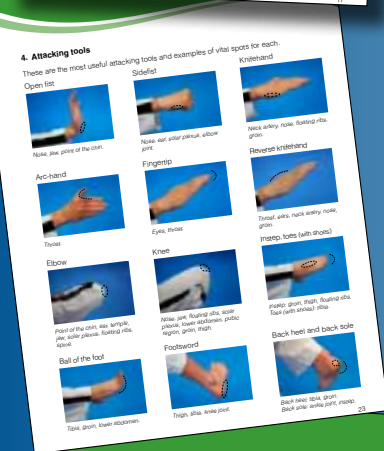 4. Attacking tools
These are the most useful attacking tools and examples of vital spots for each.
Open fist
Sidefist
Knifehand
Nose, jaw, point of the chin.
Nose, ear, solar plexus, elbow
joint.
Neck artery, nose, floating ribs,
groin.
Arc-hand
Fingertip
Reverse knifehand
Throat.
Eyes, throat.
Throat, ears, neck artery, nose,
groin.
Elbow
Knee
Instep, toes (with shoes)
Point of the chin, ear, temple,
jaw, solar plexus, floating ribs,
spine.
Nose, jaw, floating ribs, solar
plexus, lower abdomen, pubic
region, groin, thigh.
Instep: groin, thigh, floating ribs.
Toes (with shoes): tibia.
Ball of the foot
Footsword
Back heel and back sole
Tibia, groin, lower abdomen.
Thigh, tibia, knee joint.
Back heel: tibia, groin.
Back sole: ankle joint, instep.
23